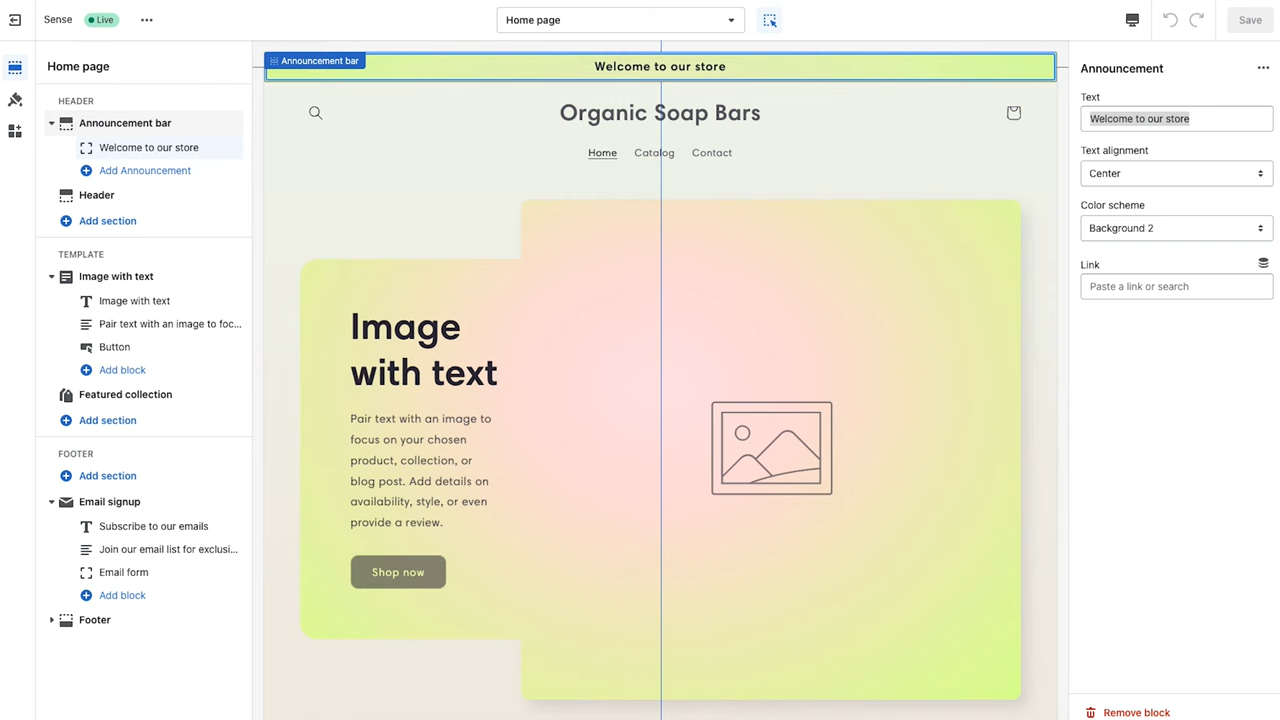 Sense
Live
Home page
Save
Home page
HEADER
Announcement bar
Welcome to our store
Add Announcement
Header
Add section
TEMPLATE
Image with text
Image with text
Pair text with an image to foc...
Button
Add block
Featured collection
Add section
FOOTER
Add section
Email signup
Subscribe to our emails
Join our email list for exclusi...
Email form
Add block
Footer
Announcement bar
Welcome to our store
Organic Soap Bars
Home Catalog Contact
Image
with text
Pair text with an image to
focus on your chosen
product, collection, or
blog post. Add details on
availability, style, or even
provide a review.
Shop now
Announcement
Text
Welcome to our store
Text alignment
Center
Color scheme
Background 2
Link
Paste a link or search
Remove block